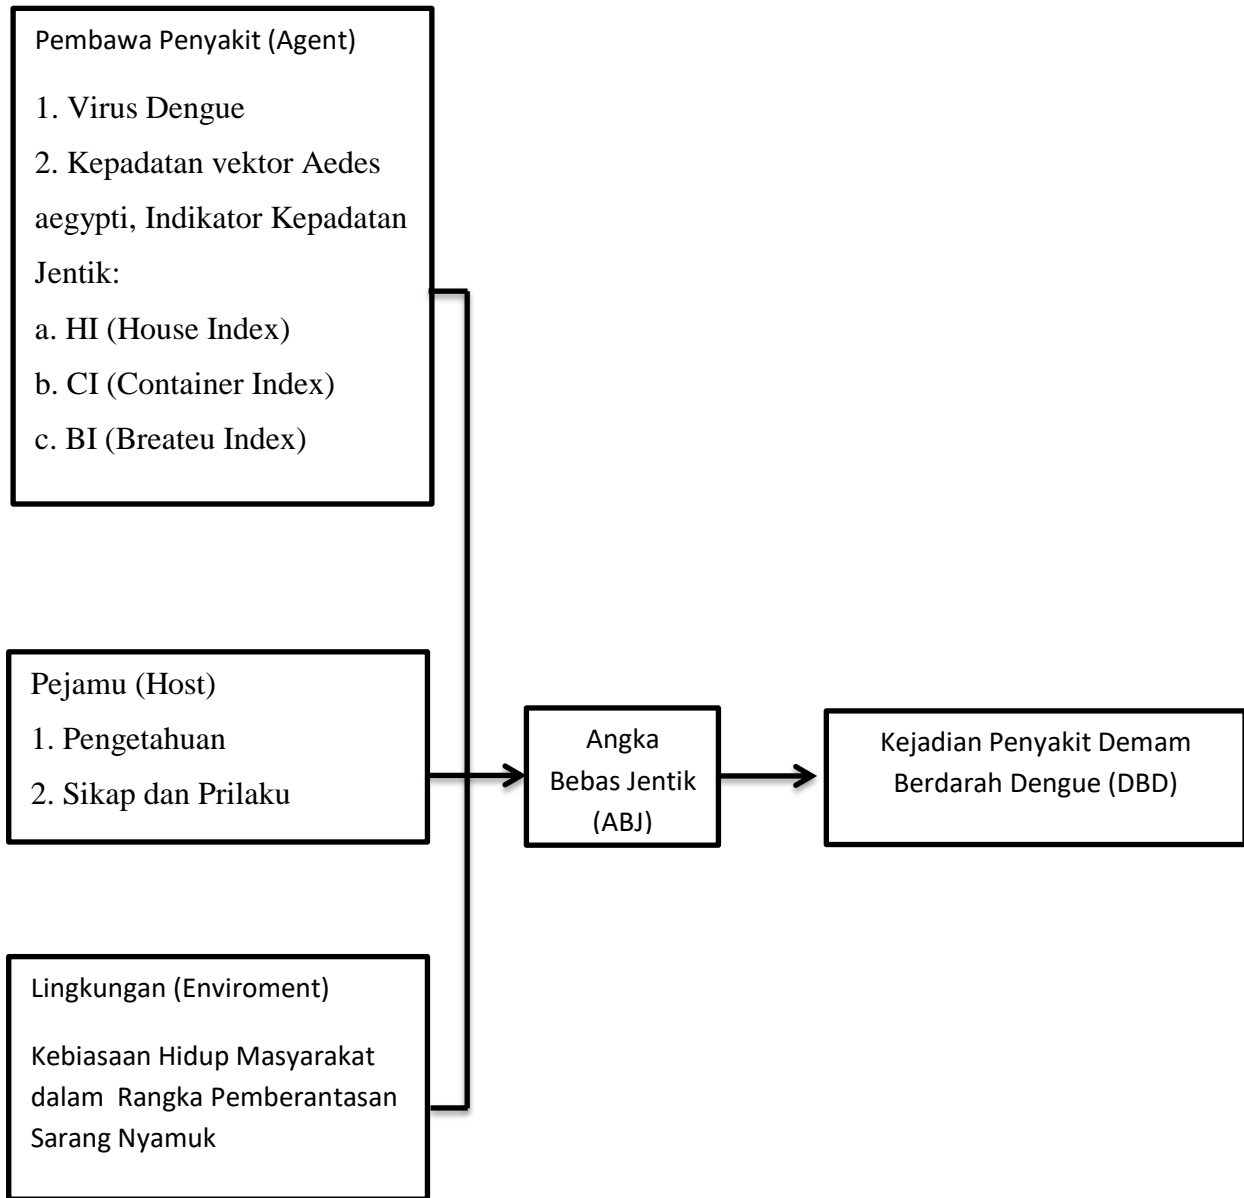 Pembawa Penyakit (Agent)
1. Virus Dengue
2. Kepadatan vektor Aedes
aegypti, Indikator Kepadatan
Jentik:
a. HI (House Index)
b. CI (Container Index)
c. BI (Breateu Index)
Pejamu (Host)
1. Pengetahuan
2. Sikap dan Prilaku
Angka
Bebas Jentik
(ABJ)
Kejadian Penyakit Demam
Berdarah Dengue (DBD)
Lingkungan (Enviroment)
Kebiasaan Hidup Masyarakat
dalam Rangka Pemberantasan
Sarang Nyamuk